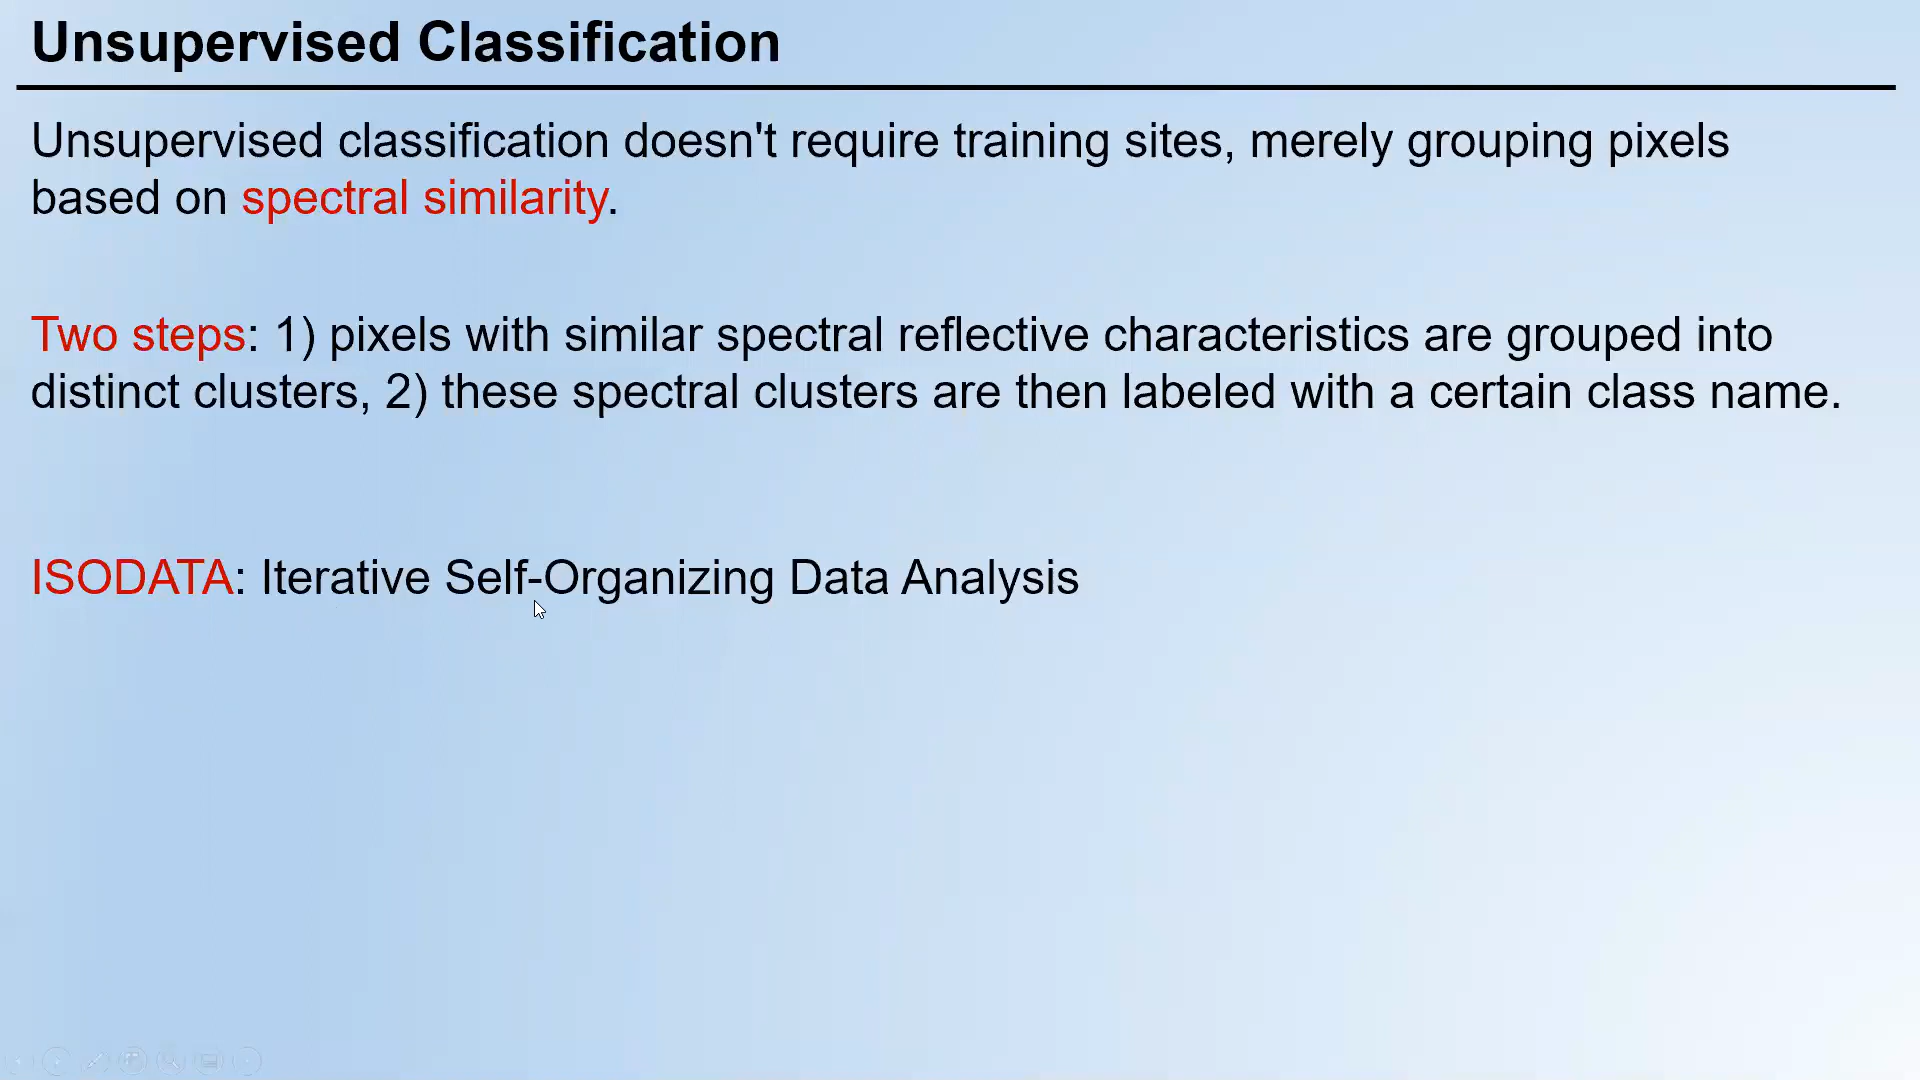 Unsupervised Classification
Unsupervised classification doesn't require training sites, merely grouping pixels
based on spectral similarity.
Two steps: 1) pixels with similar spectral reflective characteristics are grouped into
distinct clusters, 2) these spectral clusters are then labeled with a certain class name.
ISODATA: Iterative Self-Organizing Data Analysis